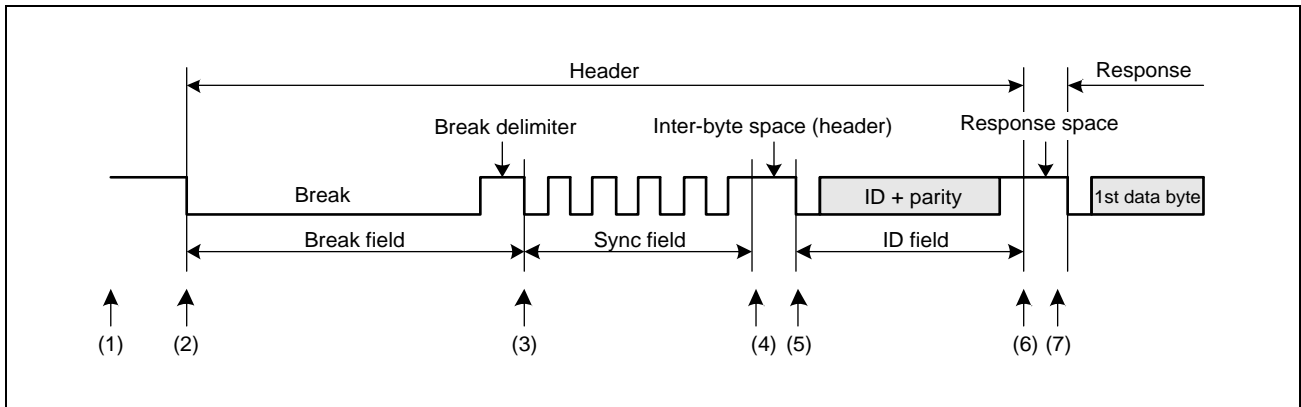 Header
Response
Break delimiter
Inter-byte space (header)
Response space
Break
ID + parity
1st data byte
Break field
Sync field
ID field
(1)
(2)
(3)
(4)
(5)
(6)
(7)